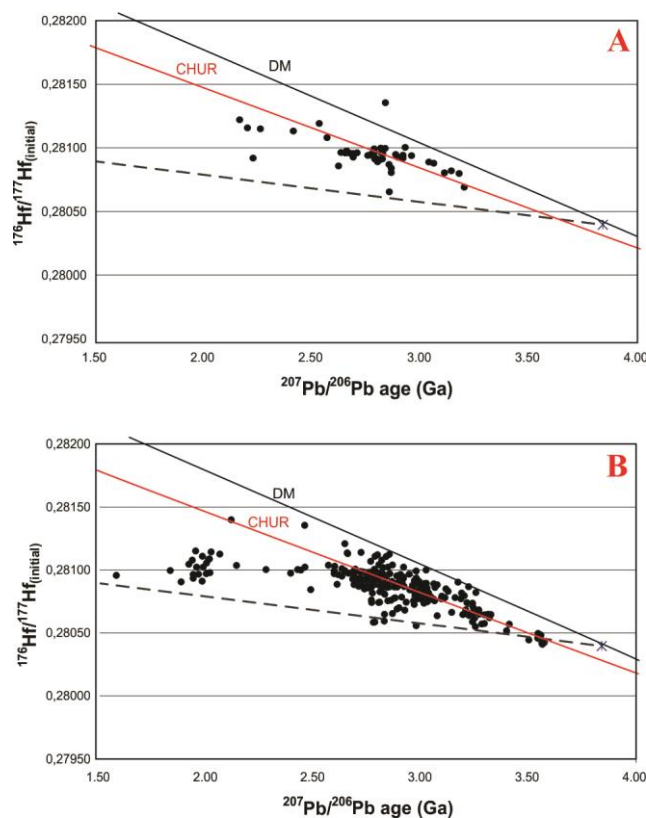 A
0,28200
0,28150
0,28100
0,28050
0,28000
0,27950
176Hf/177Hf(initial)
CHUR
DM
1.50 2.00 2.50 3.00 3.50 4.00
207Pb/206Pb age (Ga)
B
0,28200
0,28150
0,28100
0,28050
0,28000
0,27950
176Hf/177Hf(initial)
DM
CHUR
1.50 2.00 2.50 3.00 3.50 4.00
207Pb/206Pb age (Ga)